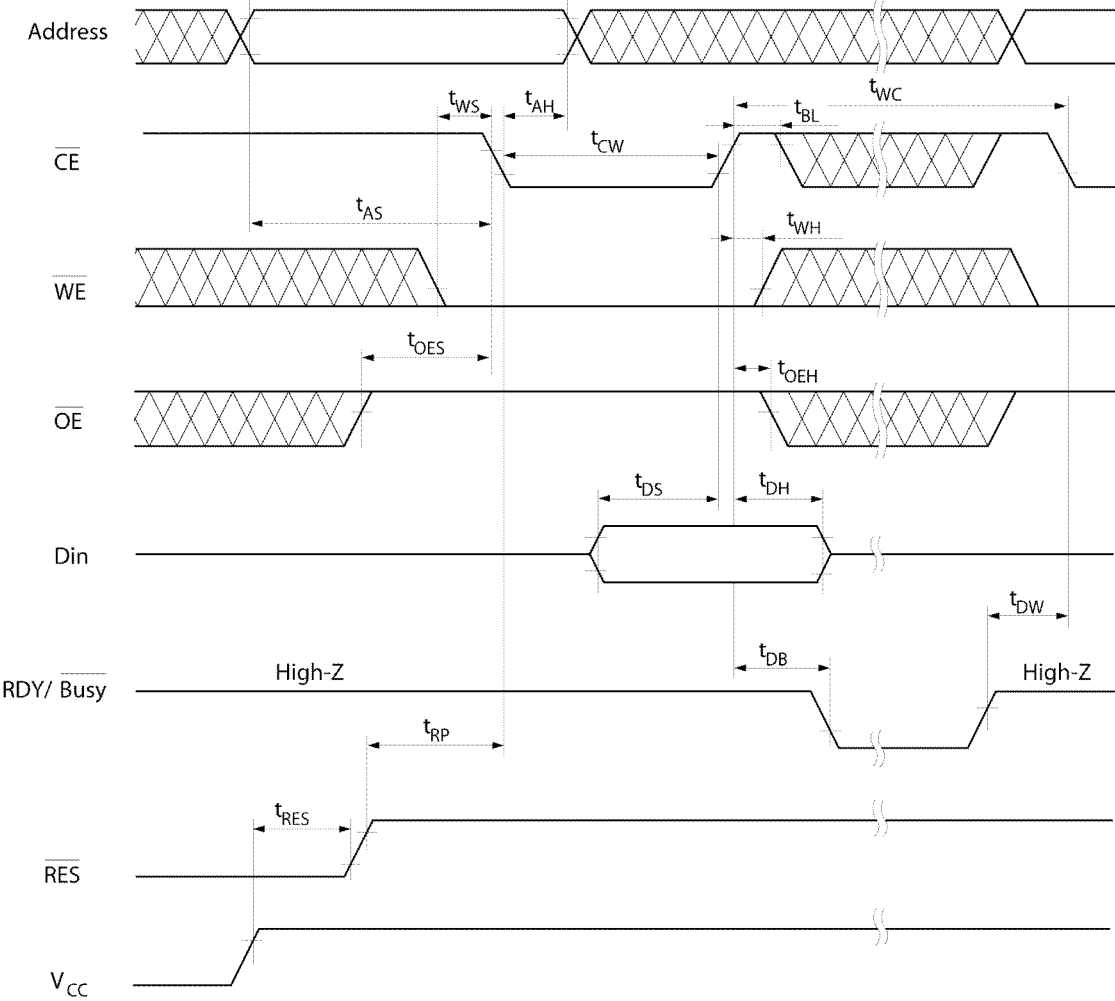 Address
tWC
tBL
tWS
tAH
tCW
CE
tAS
tWH
WE
tOES
tOEH
OE
tDS
tDH
Din
tDW
tDB
High-Z
High-Z
RDY/ Busy
tRP
tRES
RES
VCC